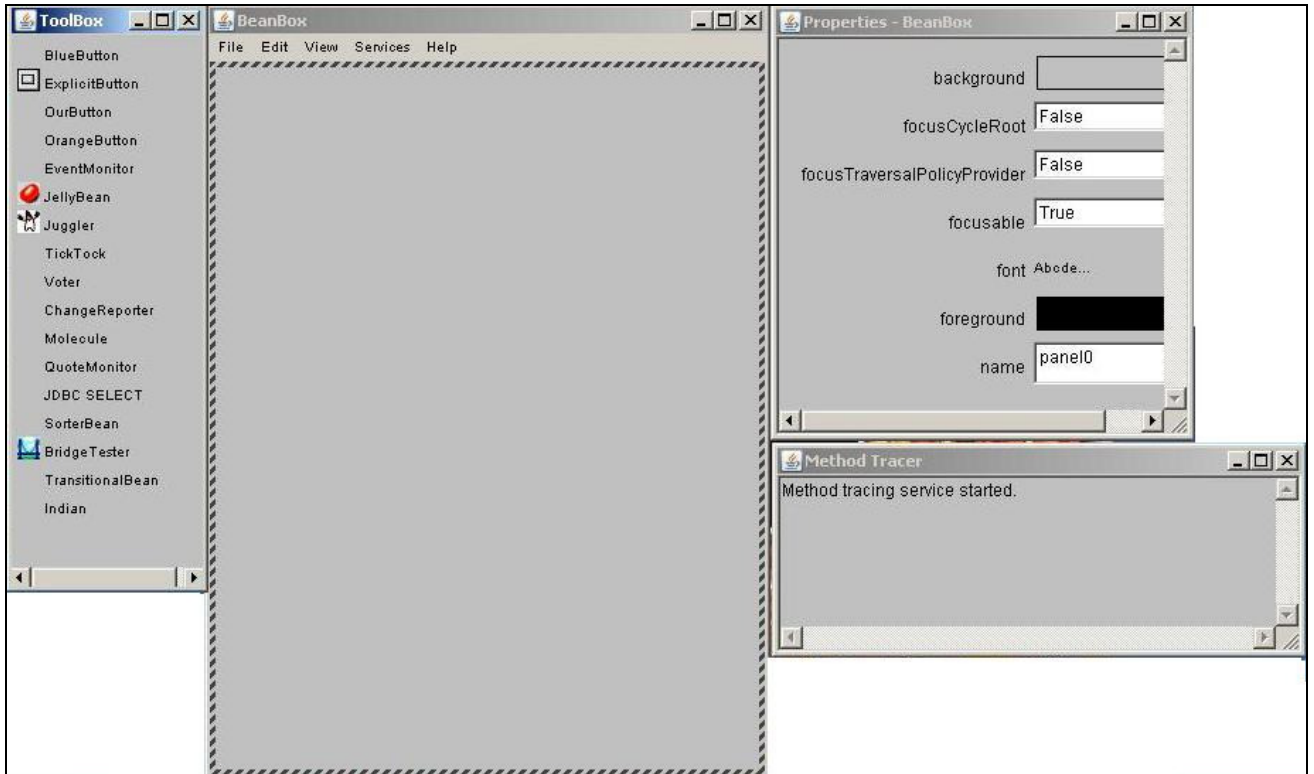 ToolBox
BlueButton
ExplicitButton
OurButton
OrangeButton
EventMonitor
JellyBean
Juggler
TickTock
Voter
ChangeReporter
Molecule
QuoteMonitor
JDBC SELECT
SorterBean
BridgeTester
TransitionalBean
Indian
BeanBox
File Edit View Services Help
Properties - BeanBox
background
focusCycleRoot False
focusTraversalPolicyProvider False
focusable True
font Abcde...
foreground
name panel0
Method Tracer
Method tracing service started.